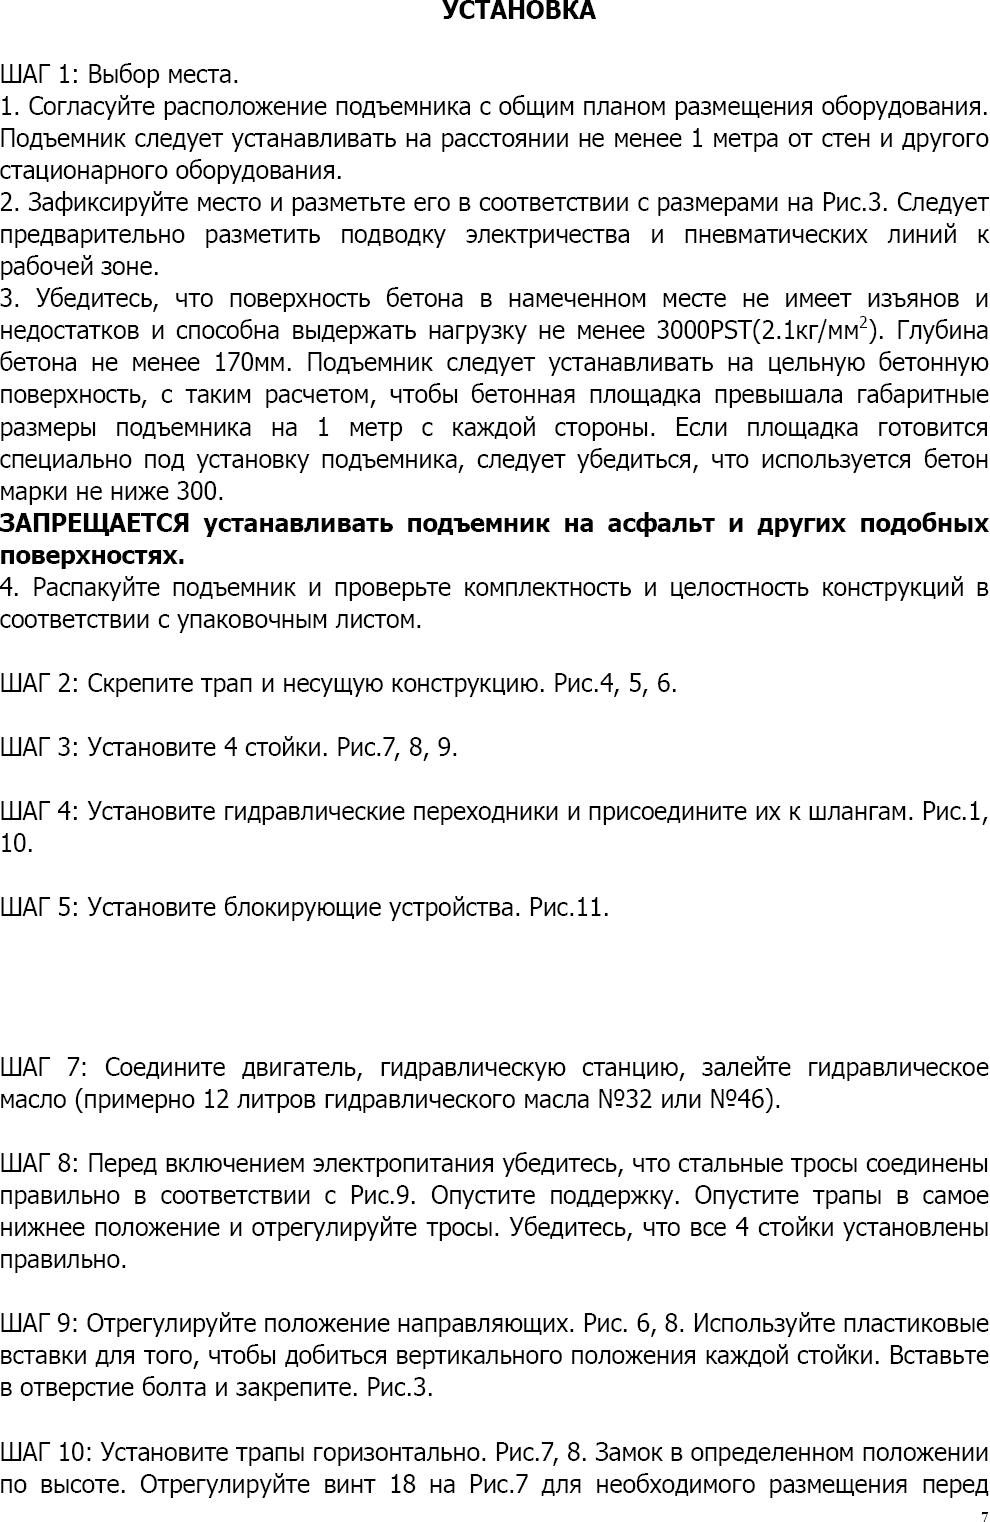 УСТАНОВКА
ШАГ 1: Выбор места.
1. Согласуйте расположение подъемника с общим планом размещения оборудования.
Подъемник следует устанавливать на расстоянии не менее 1 метра от стен и другого
стационарного оборудования.
2. Зафиксируйте место и разметьте его в соответствии с размерами на Рис.3. Следует
предварительно разметить подводку электричества и пневматических линий к
рабочей зоне.
3. Убедитесь, что поверхность бетона в намеченном месте не имеет изъянов и
недостатков и способна выдержать нагрузку не менее 3000PST(2.1кг/мм²). Глубина
бетона не менее 170мм. Подъемник следует устанавливать на цельную бетонную
поверхность, с таким расчетом, чтобы бетонная площадка превышала габаритные
размеры подъемника на 1 метр с каждой стороны. Если площадка готовится
специально под установку подъемника, следует убедиться, что используется бетон
марки не ниже 300.
ЗАПРЕЩАЕТСЯ устанавливать подъемник на асфальт и других подобных
поверхностях.
4. Распакуйте подъемник и проверьте комплектность и целостность конструкций в
соответствии с упаковочным листом.
ШАГ 2: Скрепите трап и несущую конструкцию. Рис.4, 5, 6.
ШАГ 3: Установите 4 стойки. Рис.7, 8, 9.
ШАГ 4: Установите гидравлические переходники и присоедините их к шлангам. Рис.1,
10.
ШАГ 5: Установите блокирующие устройства. Рис.11.
ШАГ 7: Соедините двигатель, гидравлическую станцию, залейте гидравлическое
масло (примерно 12 литров гидравлического масла №32 или №46).
ШАГ 8: Перед включением электропитания убедитесь, что стальные тросы соединены
правильно в соответствии с Рис.9. Опустите поддержку. Опустите трапы в самое
нижнее положение и отрегулируйте тросы. Убедитесь, что все 4 стойки установлены
правильно.
ШАГ 9: Отрегулируйте положение направляющих. Рис. 6, 8. Используйте пластиковые
вставки для того, чтобы добиться вертикального положения каждой стойки. Вставьте
в отверстие болта и закрепите. Рис.3.
ШАГ 10: Установите трапы горизонтально. Рис.7, 8. Замок в определенном положении
по высоте. Отрегулируйте винт 18 на Рис.7 для необходимого размещения перед
7